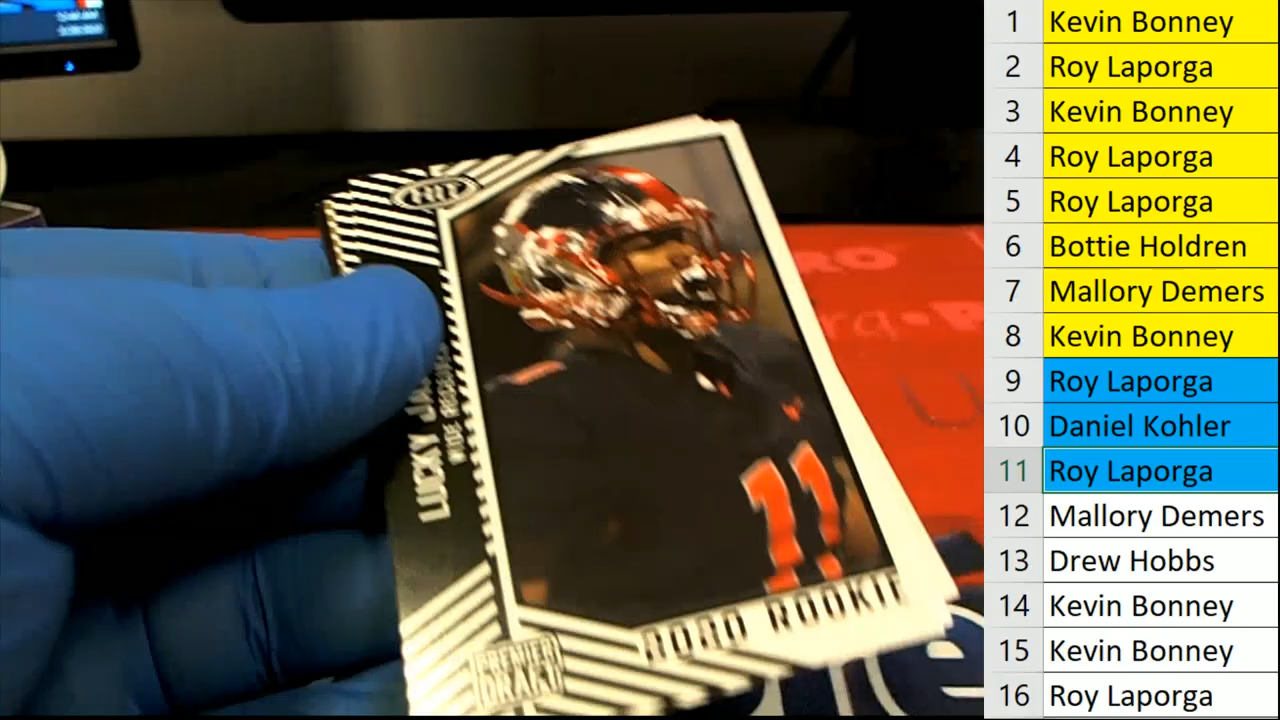 HIT
LUCKY
WIDE
11
2020 ROOKIE
PREMIER
DRAFT
1 Kevin Bonney
2 Roy Laporga
3 Kevin Bonney
4 Roy Laporga
5 Roy Laporga
6 Bottie Holdren
7 Mallory Demers
8 Kevin Bonney
9 Roy Laporga
10 Daniel Kohler
11 Roy Laporga
12 Mallory Demers
13 Drew Hobbs
14 Kevin Bonney
15 Kevin Bonney
16 Roy Laporga